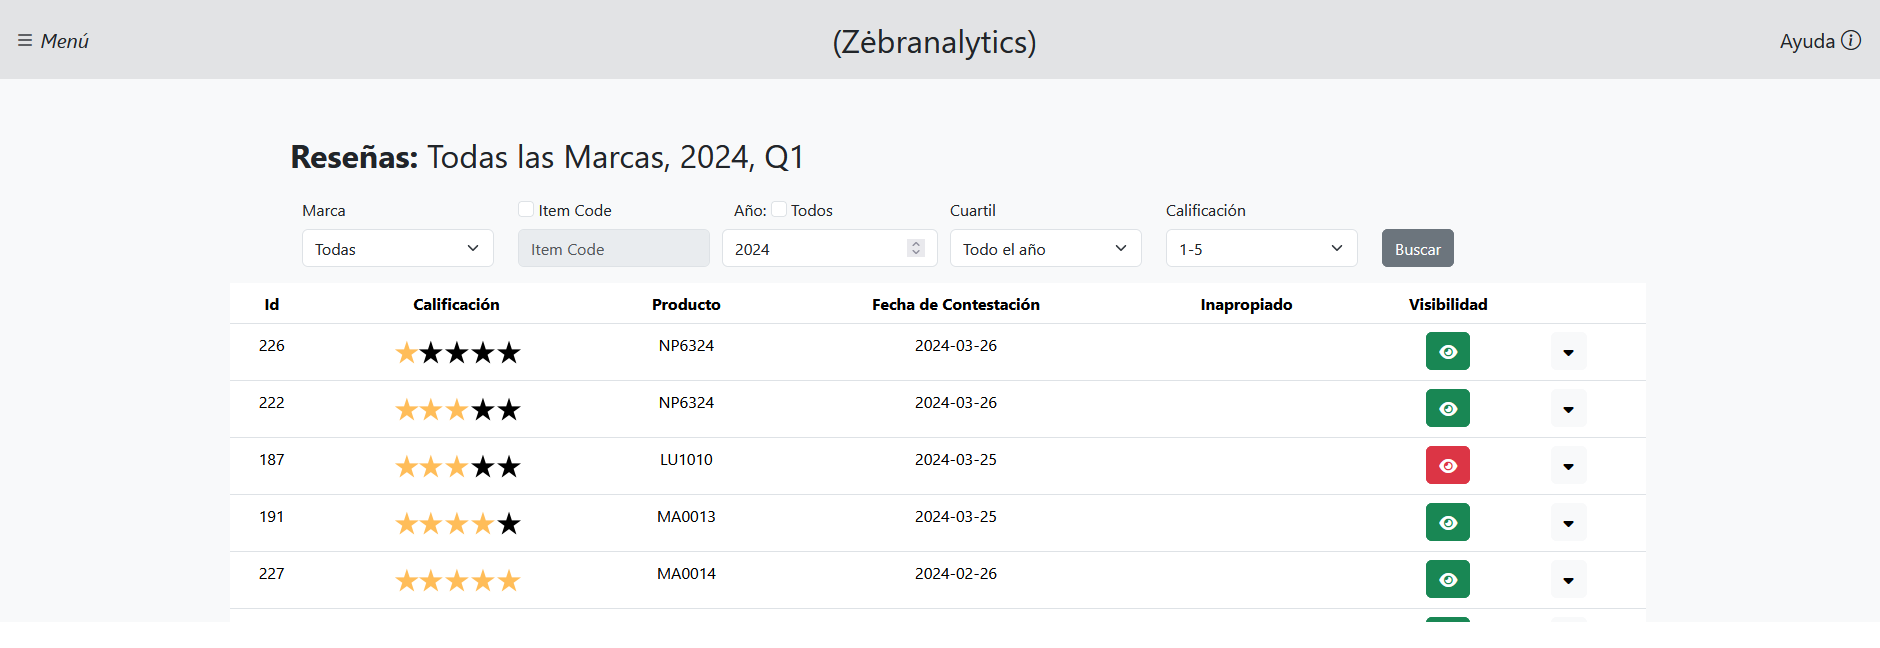 Menú
(Zėbranalytics)
Ayuda
Reseñas: Todas las Marcas, 2024, Q1
Marca Item Code Año: Todos Cuartil Calificación
Todas Item Code 2024 Todo el año 1-5 Buscar
Id Calificación Producto Fecha de Contestación Inapropiado Visibilidad
226 NP6324 2024-03-26
222 NP6324 2024-03-26
187 LU1010 2024-03-25
191 MA0013 2024-03-25
227 MA0014 2024-02-26